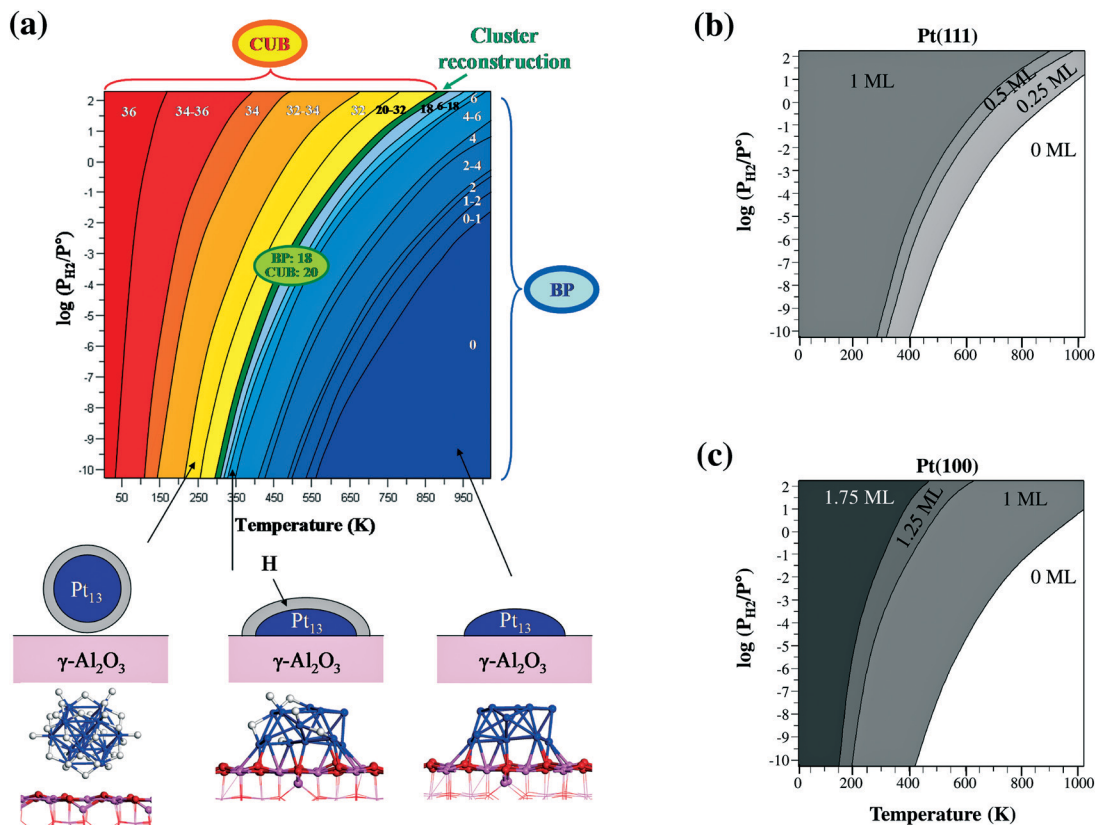 (a)
CUB
Cluster
reconstruction
36
34-36
34
32-34
32
20-32
18
6-18
6
4-6
4
2-4
2
1-2
0-1
0
BP: 18
CUB: 20
BP
log (P_H2/P°)
2
1
0
-1
-2
-3
-4
-5
-6
-7
-8
-9
-10
50 150 250 350 450 550 650 750 850 950
Temperature (K)
H
Pt13
γ-Al2O3
Pt13
γ-Al2O3
Pt13
γ-Al2O3
(b)
Pt(111)
1 ML
0.5 ML
0.25 ML
0 ML
log (P_H2/P°)
2
1
0
-1
-2
-3
-4
-5
-6
-7
-8
-9
-10
0 200 400 600 800 1000
(c)
Pt(100)
1.75 ML
1.25 ML
1 ML
0 ML
log (P_H2/P°)
2
1
0
-1
-2
-3
-4
-5
-6
-7
-8
-9
-10
0 200 400 600 800 1000
Temperature (K)